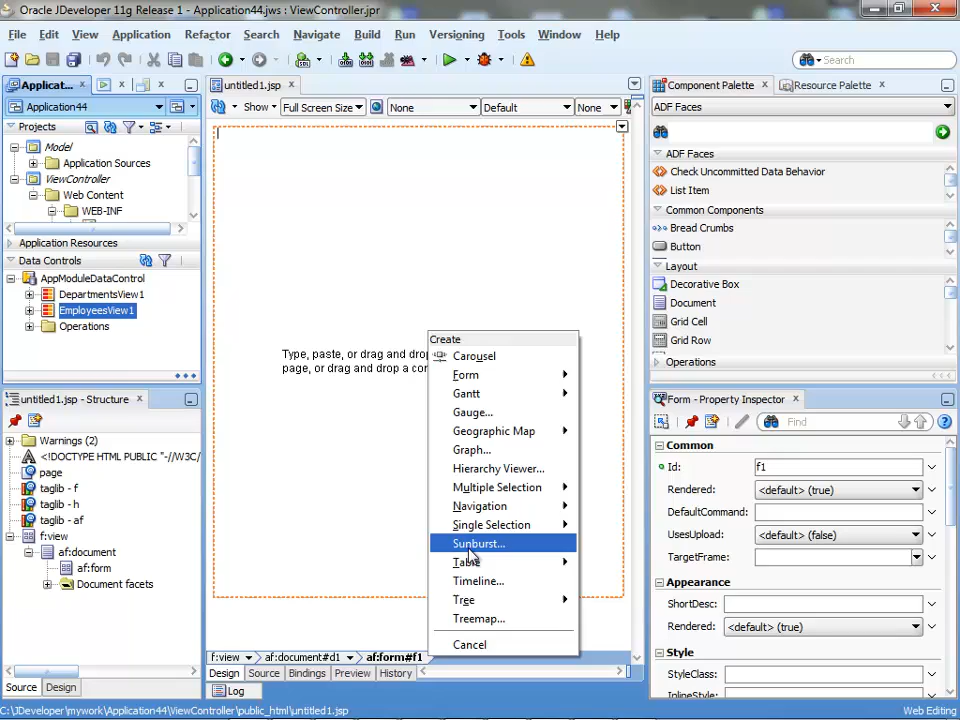 Oracle JDeveloper 11g Release 1 - Application44.jws : ViewController.jpr
File Edit View Application Refactor Search Navigate Build Run Versioning Tools Window Help
Search
Applicat...
untitled1.jsp
Component Palette
Resource Palette
Application44
Show
Full Screen Size
None
Default
None
ADF Faces
Projects
Model
Application Sources
ViewController
Web Content
WEB-INF
Application Resources
Data Controls
AppModuleDataControl
DepartmentsView1
EmployeesView1
Operations
Type, paste, or drag and drop
page, or drag and drop a con
Create
Carousel
Form
Gantt
Gauge...
Geographic Map
Graph...
Hierarchy Viewer...
Multiple Selection
Navigation
Single Selection
Sunburst...
Table
Timeline...
Tree
Treemap...
Cancel
ADF Faces
Check Uncommitted Data Behavior
List Item
Common Components
Bread Crumbs
Button
Layout
Decorative Box
Document
Grid Cell
Grid Row
Operations
untitled1.jsp - Structure
Warnings (2)
<!DOCTYPE HTML PUBLIC "-//W3C/
page
taglib - f
taglib - h
taglib - af
f:view
af:document
af:form
Document facets
Source Design
f:view af:document#d1 af:form#f1
Design Source Bindings Preview History
Log
Form - Property Inspector
Find
Common
Id: f1
Rendered: <default> (true)
DefaultCommand:
UsesUpload: <default> (false)
TargetFrame:
Appearance
ShortDesc:
Rendered: <default> (true)
Style
StyleClass:
InlineStyle:
C:\JDeveloper\mywork\Application44\ViewController\public_html\untitled1.jsp
Web Editing